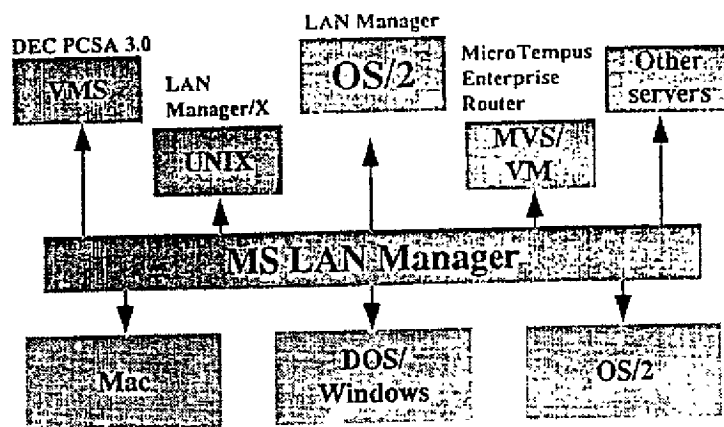 DEC PCSA 3.0
VMS
LAN
Manager/X
UNIX
LAN Manager
OS/2
MicroTempus
Enterprise
Router
MVS/
VM
Other
servers
MS LAN Manager
Mac
DOS/
Windows
OS/2